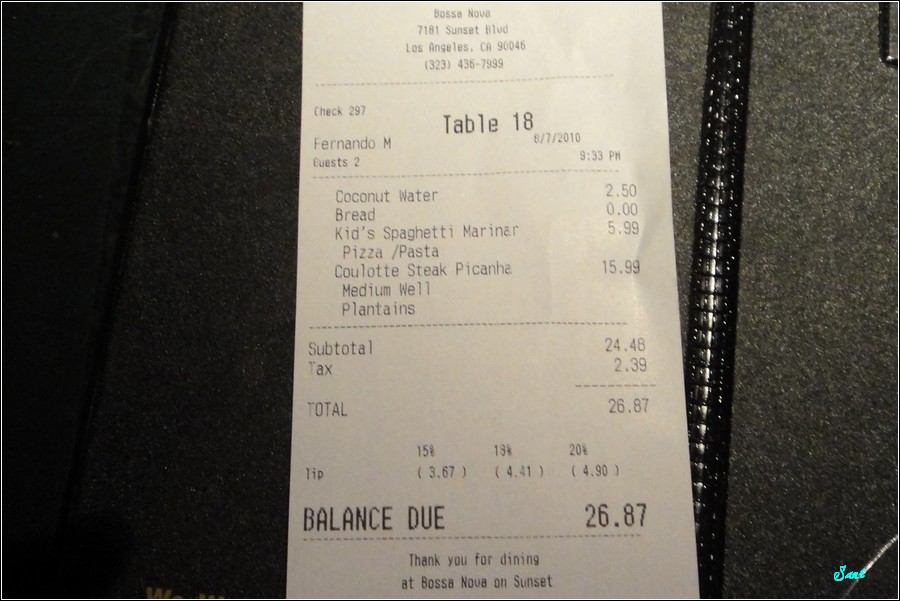 Bossa Nova
7181 Sunset Blvd
Los Angeles, CA 90046
(323) 436-7999
Check 297
Table 18
8/7/2010
Fernando M
9:33 PM
Guests 2
Coconut Water 2.50
Bread 0.00
Kid's Spaghetti Marinar 5.99
Pizza /Pasta
Coulotte Steak Picanha 15.99
Medium Well
Plantains
Subtotal 24.48
Tax 2.39
TOTAL 26.87
15% 18% 20%
Tip ( 3.67 ) ( 4.41 ) ( 4.90 )
BALANCE DUE 26.87
Thank you for dining
at Bossa Nova on Sunset